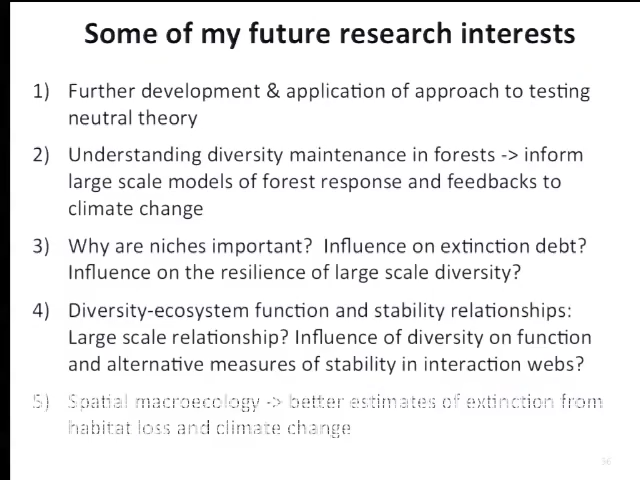 Some of my future research interests
1) Further development & application of approach to testing
neutral theory
2) Understanding diversity maintenance in forests -> inform
large scale models of forest response and feedbacks to
climate change
3) Why are niches important?  Influence on extinction debt?
Influence on the resilience of large scale diversity?
4) Diversity-ecosystem function and stability relationships:
Large scale relationship? Influence of diversity on function
and alternative measures of stability in interaction webs?
5) Spatial macroecology -> better estimates of extinction from
habitat loss and climate change
36